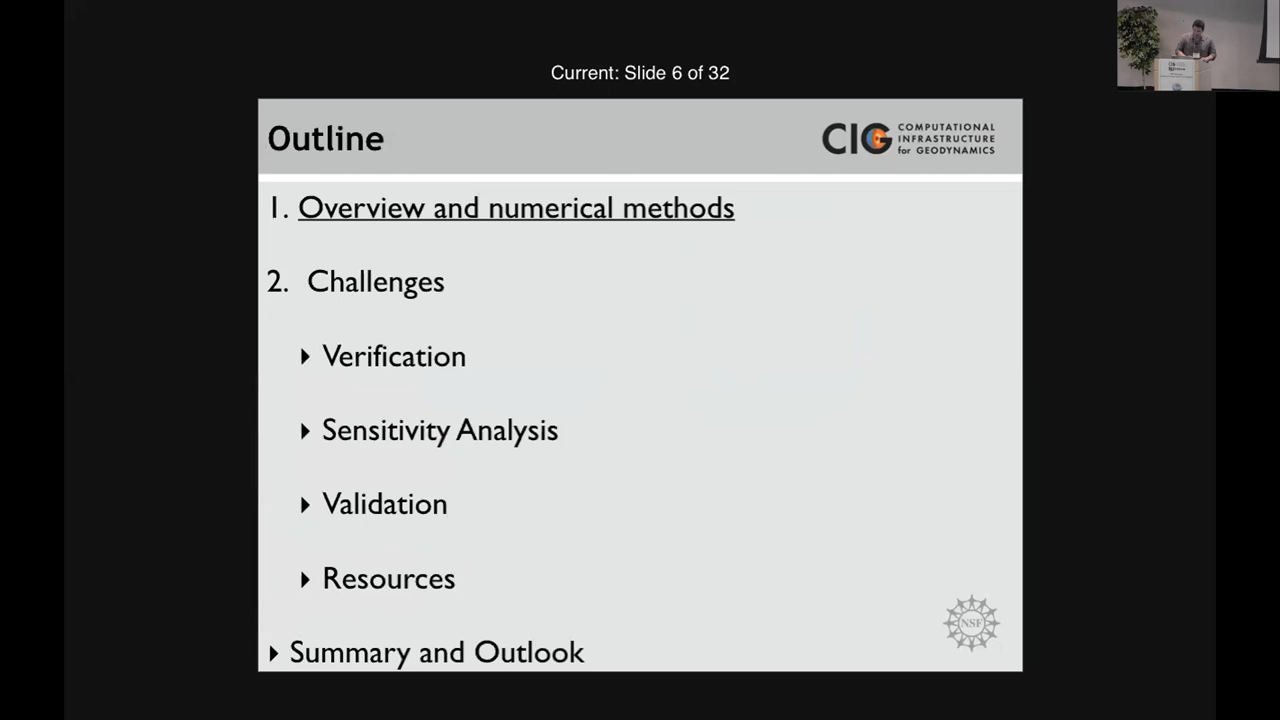 Current: Slide 6 of 32
Outline
CIG
COMPUTATIONAL
INFRASTRUCTURE
for GEODYNAMICS
1. Overview and numerical methods
2. Challenges
Verification
Sensitivity Analysis
Validation
Resources
NSF
Summary and Outlook